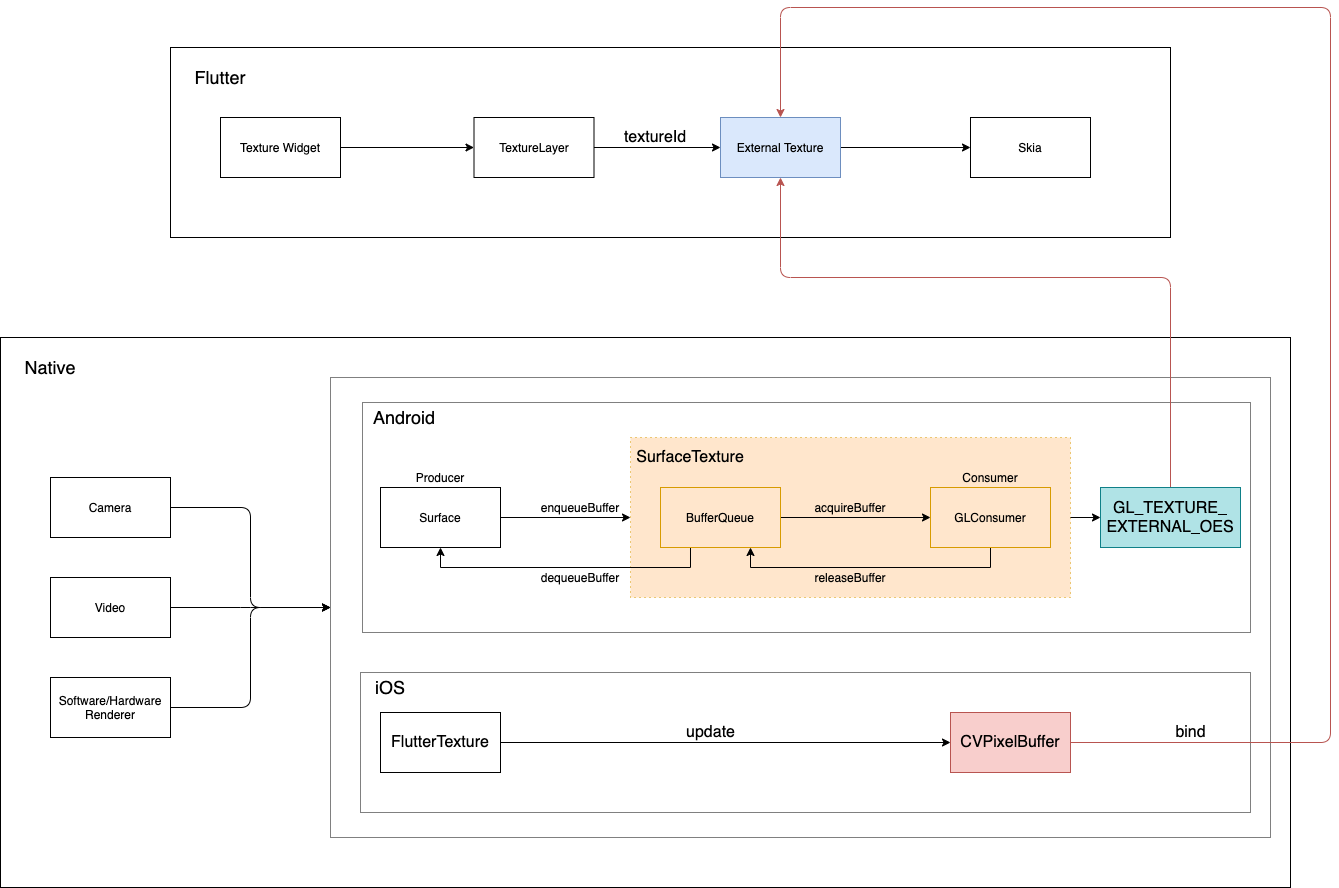 Flutter
Texture Widget
TextureLayer
textureId
External Texture
Skia
Native
Camera
Video
Software/Hardware
Renderer
Android
Producer
Surface
enqueueBuffer
dequeueBuffer
SurfaceTexture
BufferQueue
acquireBuffer
releaseBuffer
Consumer
GLConsumer
GL_TEXTURE_
EXTERNAL_OES
iOS
FlutterTexture
update
CVPixelBuffer
bind